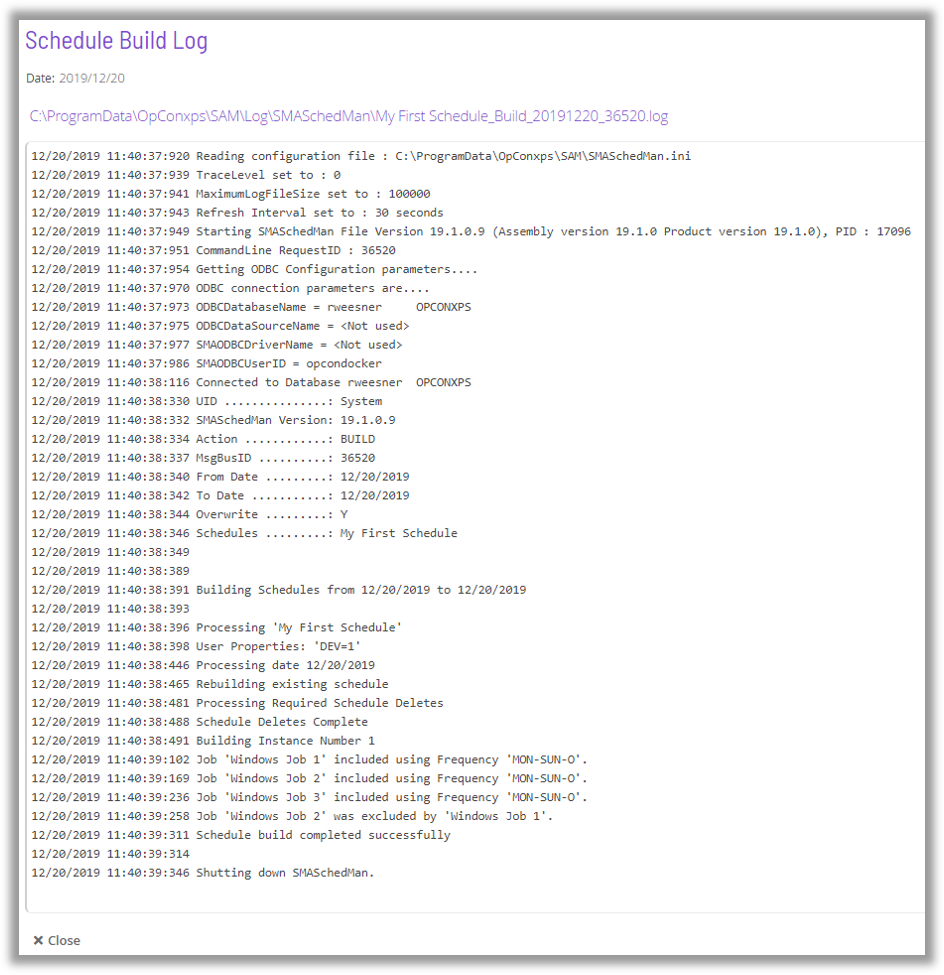 Schedule Build Log
Date: 2019/12/20
C:\ProgramData\OpConxps\SAM\Log\SMASchedMan\My First Schedule_Build_20191220_36520.log
12/20/2019 11:40:37:920 Reading configuration file : C:\ProgramData\OpConxps\SAM\SMASchedMan.ini
12/20/2019 11:40:37:939 TraceLevel set to : 0
12/20/2019 11:40:37:941 MaximumLogFileSize set to : 100000
12/20/2019 11:40:37:943 Refresh Interval set to : 30 seconds
12/20/2019 11:40:37:949 Starting SMASchedMan File Version 19.1.0.9 (Assembly version 19.1.0 Product version 19.1.0), PID : 17096
12/20/2019 11:40:37:951 CommandLine RequestID : 36520
12/20/2019 11:40:37:954 Getting ODBC Configuration parameters....
12/20/2019 11:40:37:970 ODBC connection parameters are....
12/20/2019 11:40:37:973 ODBCDatabaseName = rweesner     OPCONXPS
12/20/2019 11:40:37:975 ODBCDataSourceName = <Not used>
12/20/2019 11:40:37:977 SMAODBCDriverName = <Not used>
12/20/2019 11:40:37:986 SMAODBCUserID = opcondocker
12/20/2019 11:40:38:116 Connected to Database rweesner  OPCONXPS
12/20/2019 11:40:38:330 UID ...............: System
12/20/2019 11:40:38:332 SMASchedMan Version: 19.1.0.9
12/20/2019 11:40:38:334 Action ............: BUILD
12/20/2019 11:40:38:337 MsgBusID ..........: 36520
12/20/2019 11:40:38:340 From Date .........: 12/20/2019
12/20/2019 11:40:38:342 To Date ...........: 12/20/2019
12/20/2019 11:40:38:344 Overwrite .........: Y
12/20/2019 11:40:38:346 Schedules .........: My First Schedule
12/20/2019 11:40:38:349
12/20/2019 11:40:38:389
12/20/2019 11:40:38:391 Building Schedules from 12/20/2019 to 12/20/2019
12/20/2019 11:40:38:393
12/20/2019 11:40:38:396 Processing 'My First Schedule'
12/20/2019 11:40:38:398 User Properties: 'DEV=1'
12/20/2019 11:40:38:446 Processing date 12/20/2019
12/20/2019 11:40:38:465 Rebuilding existing schedule
12/20/2019 11:40:38:481 Processing Required Schedule Deletes
12/20/2019 11:40:38:488 Schedule Deletes Complete
12/20/2019 11:40:38:491 Building Instance Number 1
12/20/2019 11:40:39:102 Job 'Windows Job 1' included using Frequency 'MON-SUN-O'.
12/20/2019 11:40:39:169 Job 'Windows Job 2' included using Frequency 'MON-SUN-O'.
12/20/2019 11:40:39:236 Job 'Windows Job 3' included using Frequency 'MON-SUN-O'.
12/20/2019 11:40:39:258 Job 'Windows Job 2' was excluded by 'Windows Job 1'.
12/20/2019 11:40:39:311 Schedule build completed successfully
12/20/2019 11:40:39:314
12/20/2019 11:40:39:346 Shutting down SMASchedMan.
Close